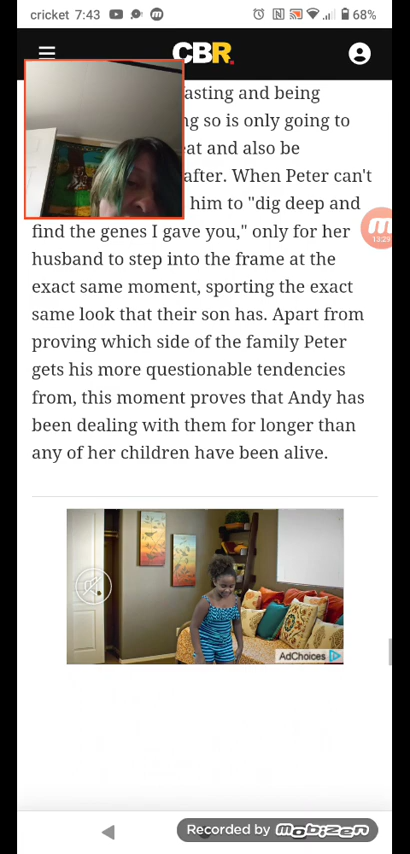 cricket 7:43
68%
CBR.
fasting and being
ng so is only going to
eat and also be
after. When Peter can't
him to "dig deep and
13:29
find the genes I gave you," only for her
husband to step into the frame at the
exact same moment, sporting the exact
same look that their son has. Apart from
proving which side of the family Peter
gets his more questionable tendencies
from, this moment proves that Andy has
been dealing with them for longer than
any of her children have been alive.
AdChoices
Recorded by mobizen